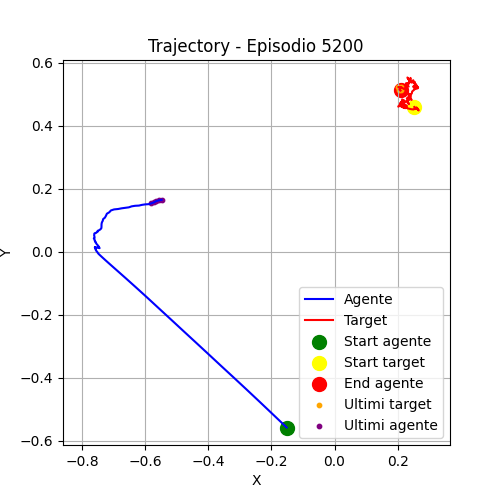 Trajectory - Episodio 5200
0.6
0.4
0.2
0.0
−0.2
−0.4
−0.6
Y
Agente
Target
Start agente
Start target
End agente
Ultimi target
Ultimi agente
−0.8 −0.6 −0.4 −0.2 0.0 0.2
X